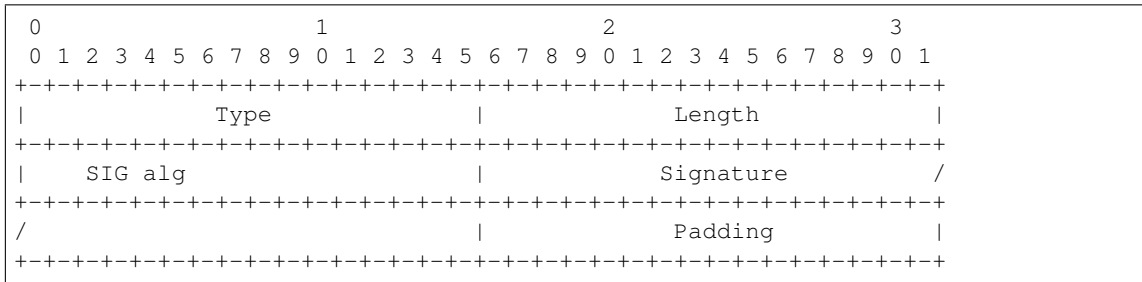 0                   1                   2                   3
 0 1 2 3 4 5 6 7 8 9 0 1 2 3 4 5 6 7 8 9 0 1 2 3 4 5 6 7 8 9 0 1
+-+-+-+-+-+-+-+-+-+-+-+-+-+-+-+-+-+-+-+-+-+-+-+-+-+-+-+-+-+-+-+-+
|             Type              |             Length            |
+-+-+-+-+-+-+-+-+-+-+-+-+-+-+-+-+-+-+-+-+-+-+-+-+-+-+-+-+-+-+-+-+
|    SIG alg                    |            Signature          /
+-+-+-+-+-+-+-+-+-+-+-+-+-+-+-+-+-+-+-+-+-+-+-+-+-+-+-+-+-+-+-+-+
/                               |             Padding           |
+-+-+-+-+-+-+-+-+-+-+-+-+-+-+-+-+-+-+-+-+-+-+-+-+-+-+-+-+-+-+-+-+